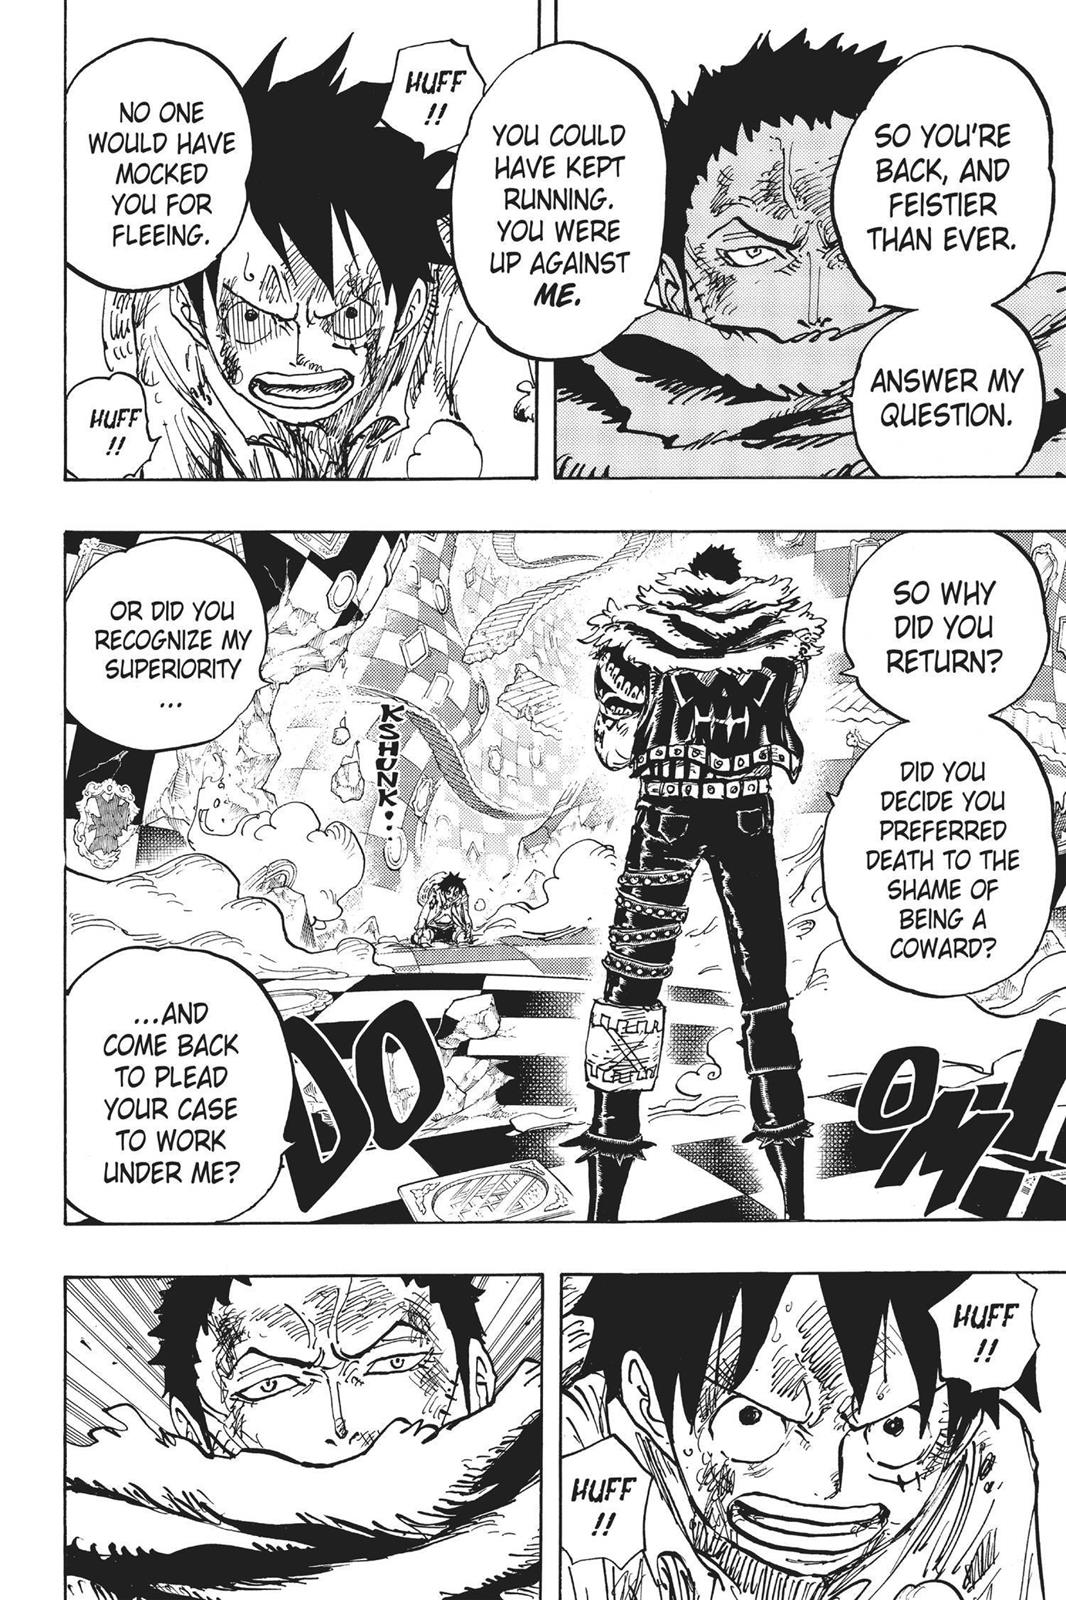 SO YOU'RE
BACK, AND
FEISTIER
THAN EVER.
ANSWER MY
QUESTION.
YOU COULD
HAVE KEPT
RUNNING.
YOU WERE
UP AGAINST
ME.
HUFF
!!
NO ONE
WOULD HAVE
MOCKED
YOU FOR
FLEEING.
HUFF
!!
SO WHY
DID YOU
RETURN?
DID YOU
DECIDE YOU
PREFERRED
DEATH TO THE
SHAME OF
BEING A
COWARD?
KSHUNK...
OR DID YOU
RECOGNIZE MY
SUPERIORITY
...
...AND
COME BACK
TO PLEAD
YOUR CASE
TO WORK
UNDER ME?
DOOM!!
HUFF
!!
HUFF
!!